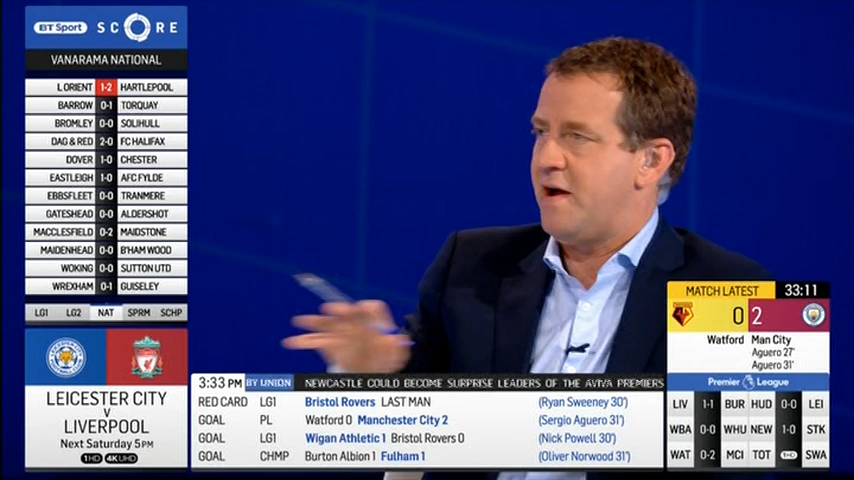 BT Sport SCORE
VANARAMA NATIONAL
L ORIENT 1-2 HARTLEPOOL
BARROW 0-1 TORQUAY
BROMLEY 0-0 SOLIHULL
DAG & RED 2-0 FC HALIFAX
DOVER 1-0 CHESTER
EASTLEIGH 1-0 AFC FYLDE
EBBSFLEET 0-0 TRANMERE
GATESHEAD 0-0 ALDERSHOT
MACCLESFIELD 0-2 MAIDSTONE
MAIDENHEAD 0-0 B'HAM WOOD
WOKING 0-0 SUTTON UTD
WREXHAM 0-1 GUISELEY
LG1 LG2 NAT SPRM SCHP
LEICESTER CITY
V
LIVERPOOL
Next Saturday 5PM
1HD 4K UHD
3:33 PM BY UNION NEWCASTLE COULD BECOME SURPRISE LEADERS OF THE AVIVA PREMIERS
RED CARD LG1 Bristol Rovers LAST MAN (Ryan Sweeney 30')
GOAL PL Watford 0 Manchester City 2 (Sergio Aguero 31')
GOAL LG1 Wigan Athletic 1 Bristol Rovers 0 (Nick Powell 30')
GOAL CHMP Burton Albion 1 Fulham 1 (Oliver Norwood 31')
MATCH LATEST 33:11
0 2
Watford Man City
Aguero 27'
Aguero 31'
Premier League
LIV 1-1 BUR HUD 0-0 LEI
WBA 0-0 WHU NEW 1-0 STK
WAT 0-2 MCI TOT 1HD SWA